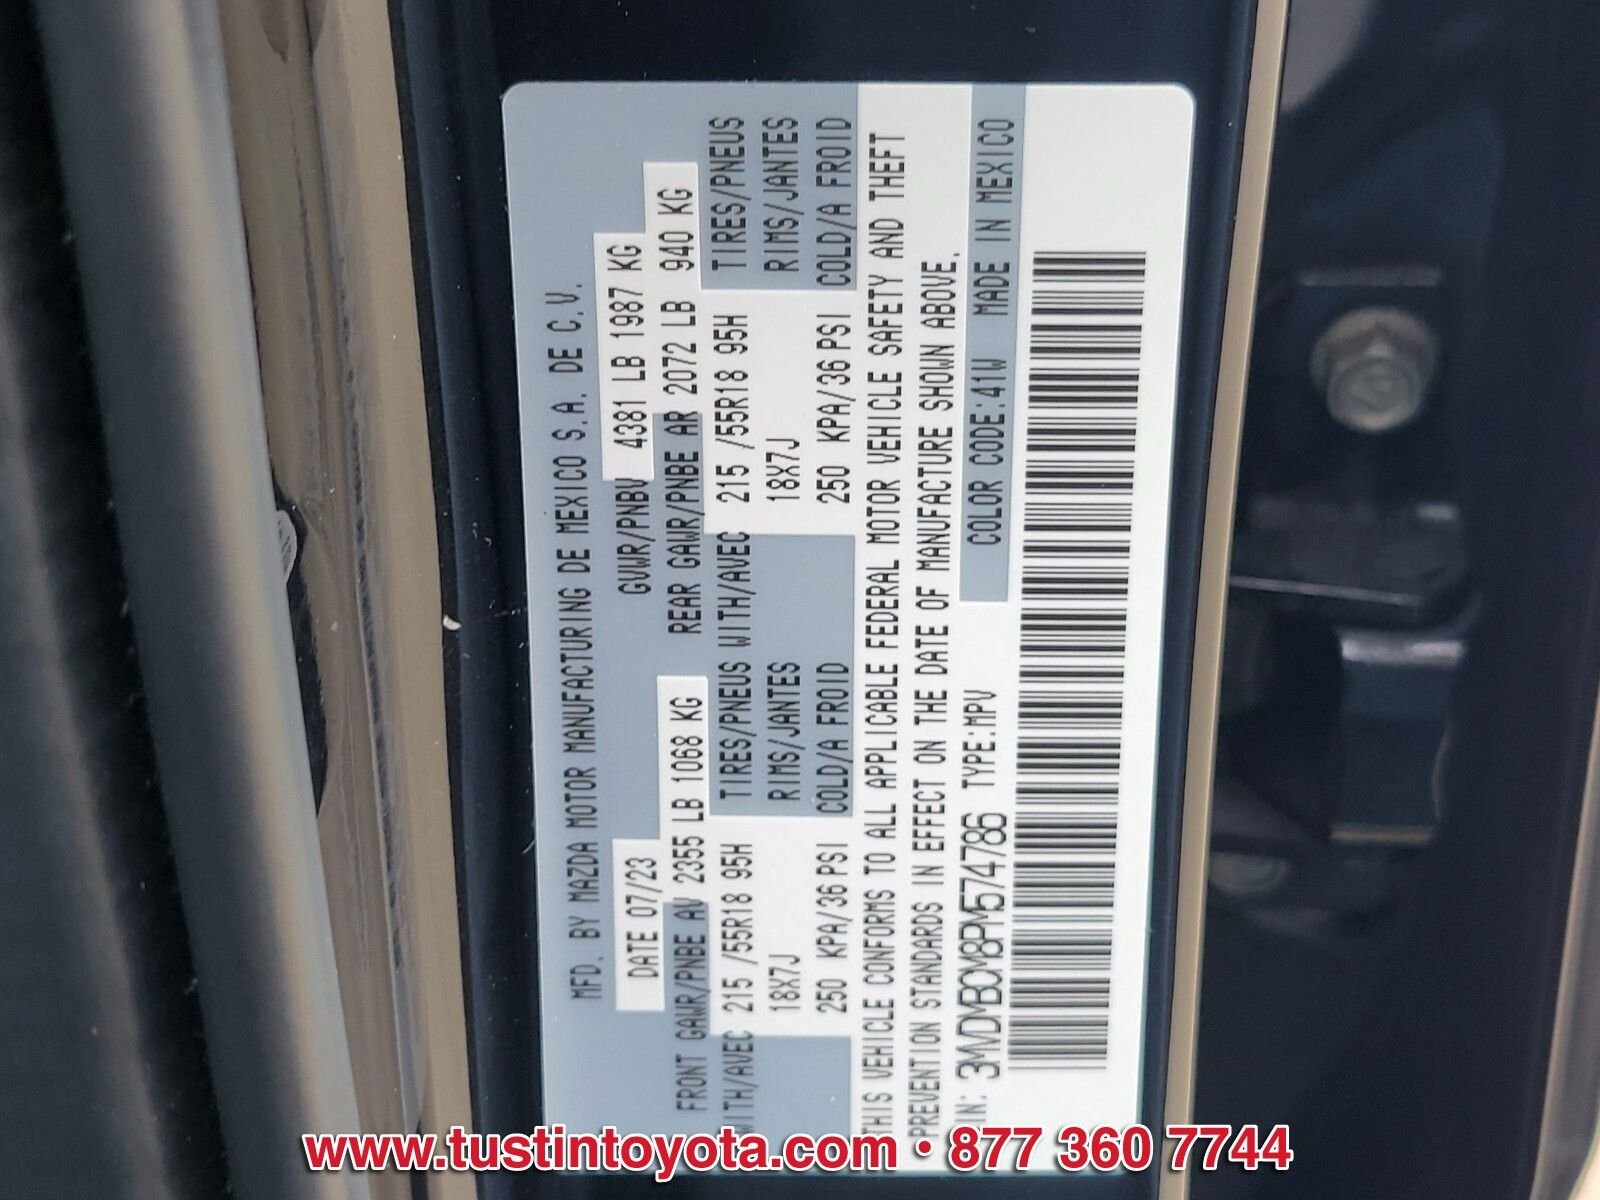 MFD. BY MAZDA MOTOR MANUFACTURING DE MEXICO S.A. DE C.V.
DATE 07/23 GVWR/PNBV 4381 LB 1987 KG
FRONT GAWR/PNBE AV 2355 LB 1068 KG REAR GAWR/PNBE AR 2072 LB 940 KG
WITH/AVEC 215 /55R18 95H TIRES/PNEUS WITH/AVEC 215 /55R18 95H TIRES/PNEUS
18X7J RIMS/JANTES 18X7J RIMS/JANTES
250 KPA/36 PSI COLD/A FROID 250 KPA/36 PSI COLD/A FROID
THIS VEHICLE CONFORMS TO ALL APPLICABLE FEDERAL MOTOR VEHICLE SAFETY AND THEFT
PREVENTION STANDARDS IN EFFECT ON THE DATE OF MANUFACTURE SHOWN ABOVE.
VIN: 3MVDMBCM8PM574786 TYPE:MPV COLOR CODE:41W MADE IN MEXICO
www.tustintoyota.com • 877 360 7744